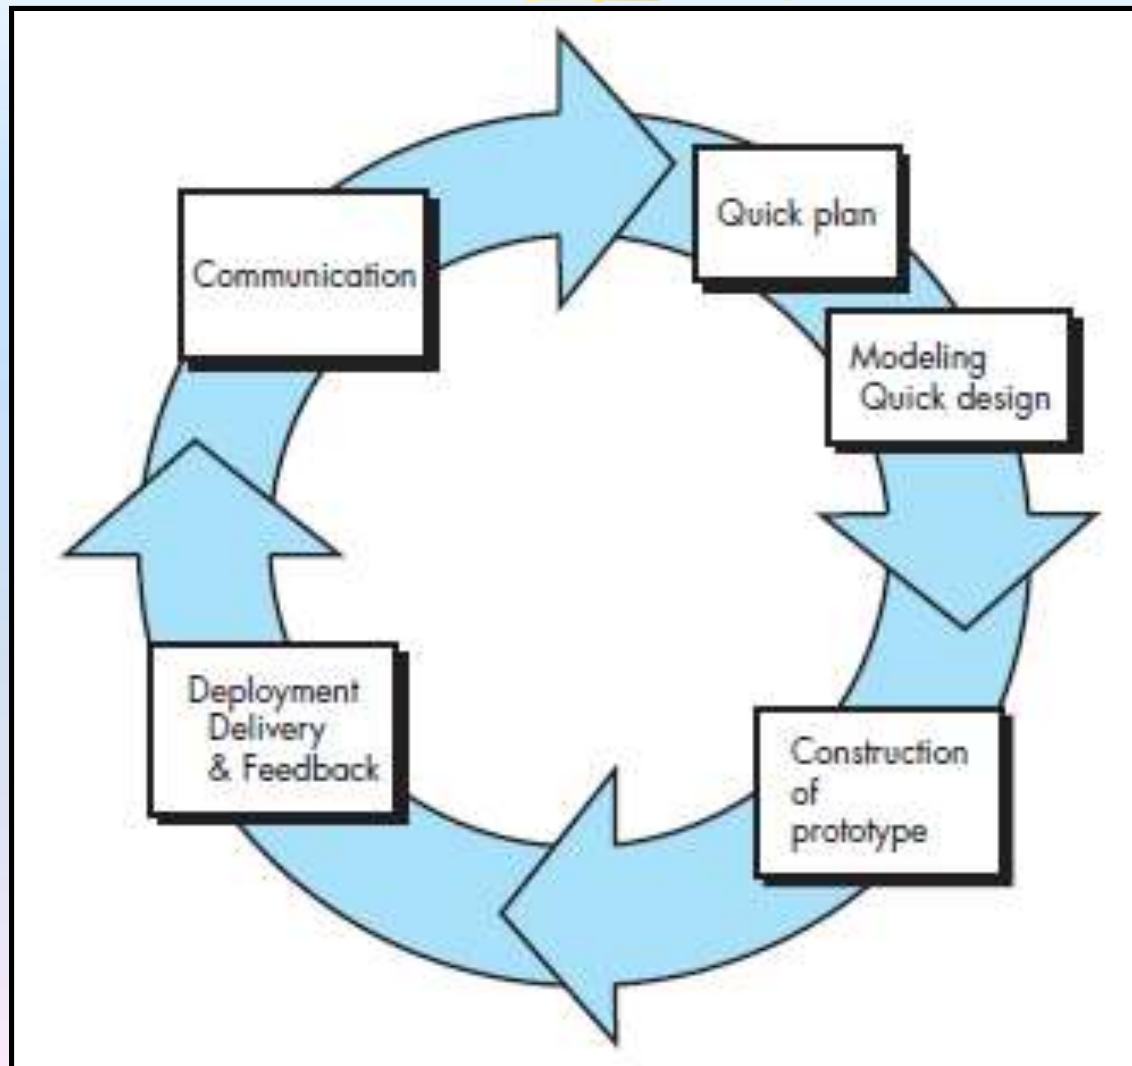 Communication
Quick plan
Modeling
Quick design
Construction
of
prototype
Deployment
Delivery
& Feedback